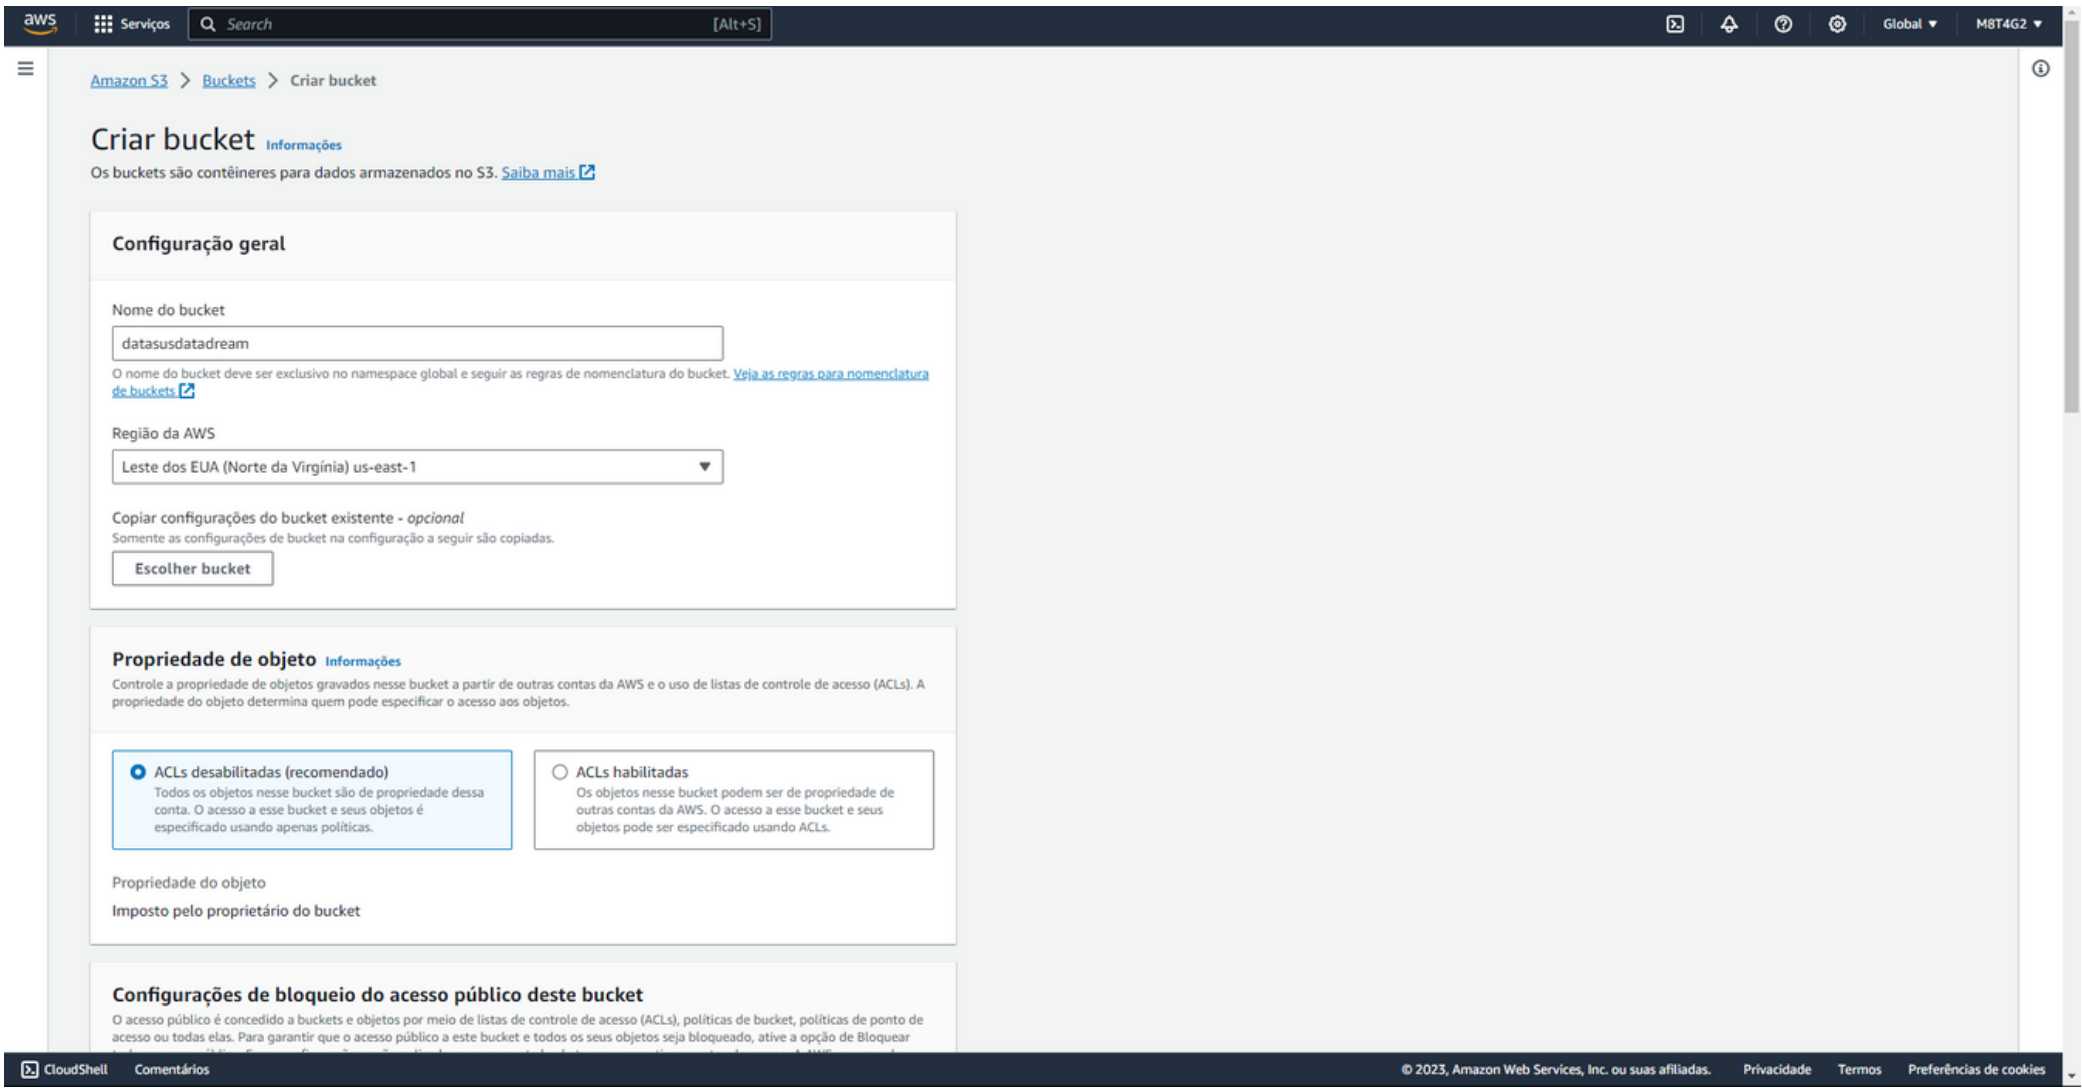 aws
Serviços
Search
[Alt+S]
Global
M8T4G2
Amazon S3 > Buckets > Criar bucket
Criar bucket Informações
Os buckets são contêineres para dados armazenados no S3. Saiba mais
Configuração geral
Nome do bucket
datasusdatadream
O nome do bucket deve ser exclusivo no namespace global e seguir as regras de nomenclatura do bucket. Veja as regras para nomenclatura
de buckets
Região da AWS
Leste dos EUA (Norte da Virgínia) us-east-1
Copiar configurações do bucket existente - opcional
Somente as configurações de bucket na configuração a seguir são copiadas.
Escolher bucket
Propriedade de objeto Informações
Controle a propriedade de objetos gravados nesse bucket a partir de outras contas da AWS e o uso de listas de controle de acesso (ACLs). A
propriedade do objeto determina quem pode especificar o acesso aos objetos.
ACLs desabilitadas (recomendado)
Todos os objetos nesse bucket são de propriedade dessa
conta. O acesso a esse bucket e seus objetos é
especificado usando apenas políticas.
ACLs habilitadas
Os objetos nesse bucket podem ser de propriedade de
outras contas da AWS. O acesso a esse bucket e seus
objetos pode ser especificado usando ACLs.
Propriedade do objeto
Imposto pelo proprietário do bucket
Configurações de bloqueio do acesso público deste bucket
O acesso público é concedido a buckets e objetos por meio de listas de controle de acesso (ACLs), políticas de bucket, políticas de ponto de
acesso ou todas elas. Para garantir que o acesso público a este bucket e todos os seus objetos seja bloqueado, ative a opção de Bloquear
CloudShell
Comentários
© 2023, Amazon Web Services, Inc. ou suas afiliadas.
Privacidade
Termos
Preferências de cookies